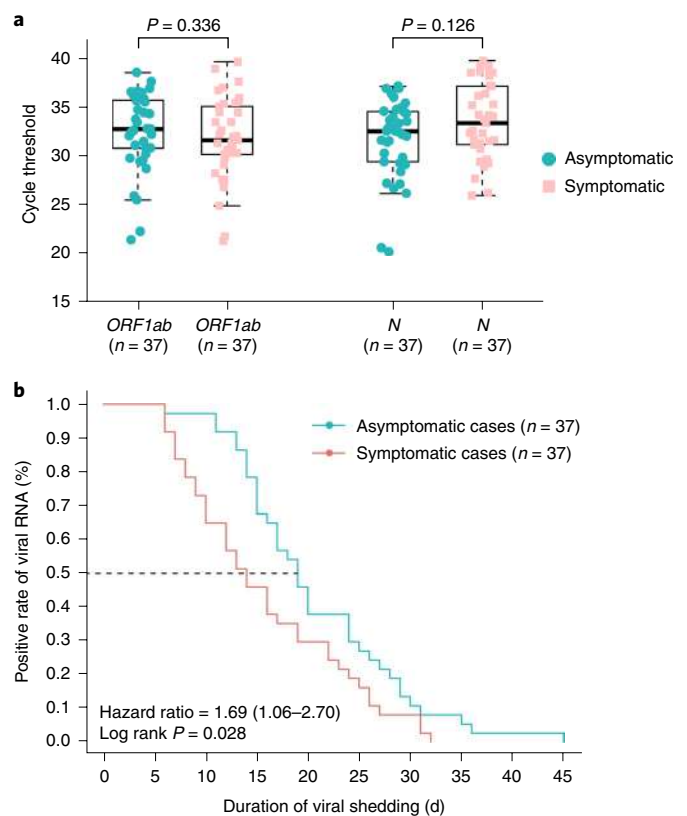 a
P = 0.336
P = 0.126
40
35
30
25
20
15
Cycle threshold
Asymptomatic
Symptomatic
ORF1ab
(n = 37)
ORF1ab
(n = 37)
N
(n = 37)
N
(n = 37)
b
1.0
0.9
0.8
0.7
0.6
0.5
0.4
0.3
0.2
0.1
0.0
Positive rate of viral RNA (%)
Asymptomatic cases (n = 37)
Symptomatic cases (n = 37)
Hazard ratio = 1.69 (1.06–2.70)
Log rank P = 0.028
0 5 10 15 20 25 30 35 40 45
Duration of viral shedding (d)